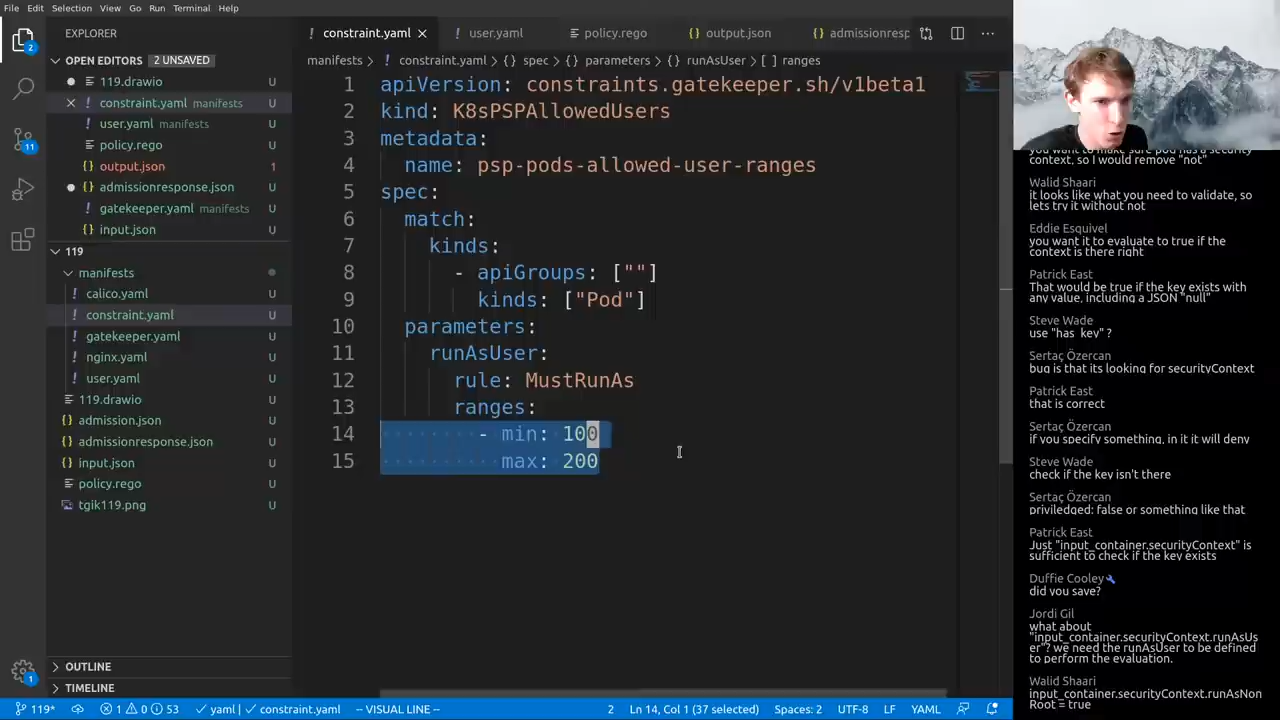 File Edit Selection View Go Run Terminal Help
EXPLORER
OPEN EDITORS 2 UNSAVED
119.drawio U
constraint.yaml manifests U
user.yaml manifests U
policy.rego U
output.json 1
admissionresponse.json U
gatekeeper.yaml manifests U
input.json U
119
manifests
calico.yaml U
constraint.yaml U
gatekeeper.yaml U
nginx.yaml U
user.yaml U
119.drawio U
admission.json U
admissionresponse.json U
input.json U
policy.rego U
tgik119.png U
OUTLINE
TIMELINE
2
11
1
constraint.yaml user.yaml policy.rego output.json admissionresp
manifests constraint.yaml spec parameters runAsUser ranges
1 apiVersion: constraints.gatekeeper.sh/v1beta1
2 kind: K8sPSPAllowedUsers
3 metadata:
4 name: psp-pods-allowed-user-ranges
5 spec:
6 match:
7 kinds:
8 - apiGroups: [""]
9 kinds: ["Pod"]
10 parameters:
11 runAsUser:
12 rule: MustRunAs
13 ranges:
14 - min: 100
15 max: 200
you want to make sure pod has a security
context, so I would remove "not"
Walid Shaari
it looks like what you need to validate, so
lets try it without not
Eddie Esquivel
you want it to evaluate to true if the
context is there right
Patrick East
That would be true if the key exists with
any value, including a JSON "null"
Steve Wade
use "has_key" ?
Sertaç Özercan
bug is that its looking for securityContext
Patrick East
that is correct
Sertaç Özercan
if you specify something, in it it will deny
Steve Wade
check if the key isn't there
Sertaç Özercan
priviledged: false or something like that
Patrick East
Just "input_container.securityContext" is
sufficient to check if the key exists
Duffie Cooley
did you save?
Jordi Gil
what about
"input_container.securityContext.runAsUs
er"? we need the runAsUser to be defined
to perform the evaluation.
Walid Shaari
input_container.securityContext.runAsNon
Root = true
119* 1 0 53 yaml constraint.yaml -- VISUAL LINE -- 2 Ln 14, Col 1 (37 selected) Spaces: 2 UTF-8 LF YAML